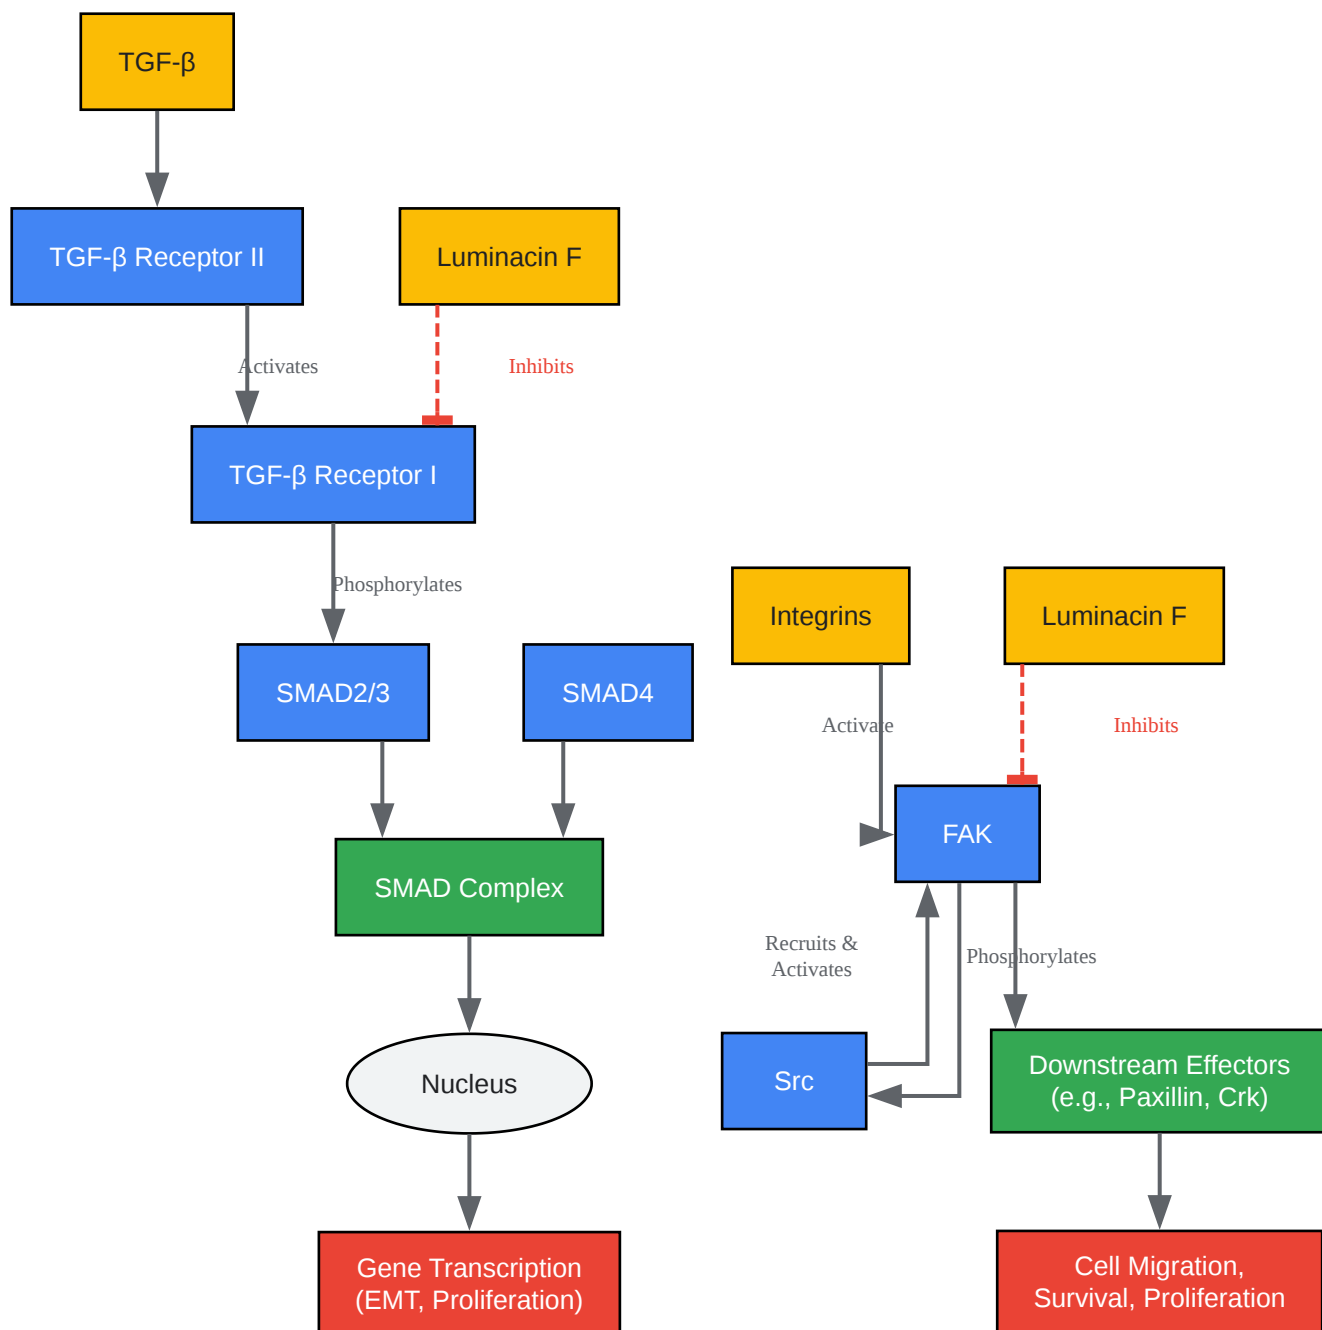 TGF-β
TGF-β Receptor II
Luminacin F
Activates
Inhibits
TGF-β Receptor I
Phosphorylates
Integrins
Luminacin F
SMAD2/3
SMAD4
Activate
Inhibits
FAK
SMAD Complex
Recruits &
Activates
Phosphorylates
Nucleus
Src
Downstream Effectors
(e.g., Paxillin, Crk)
Gene Transcription
(EMT, Proliferation)
Cell Migration,
Survival, Proliferation